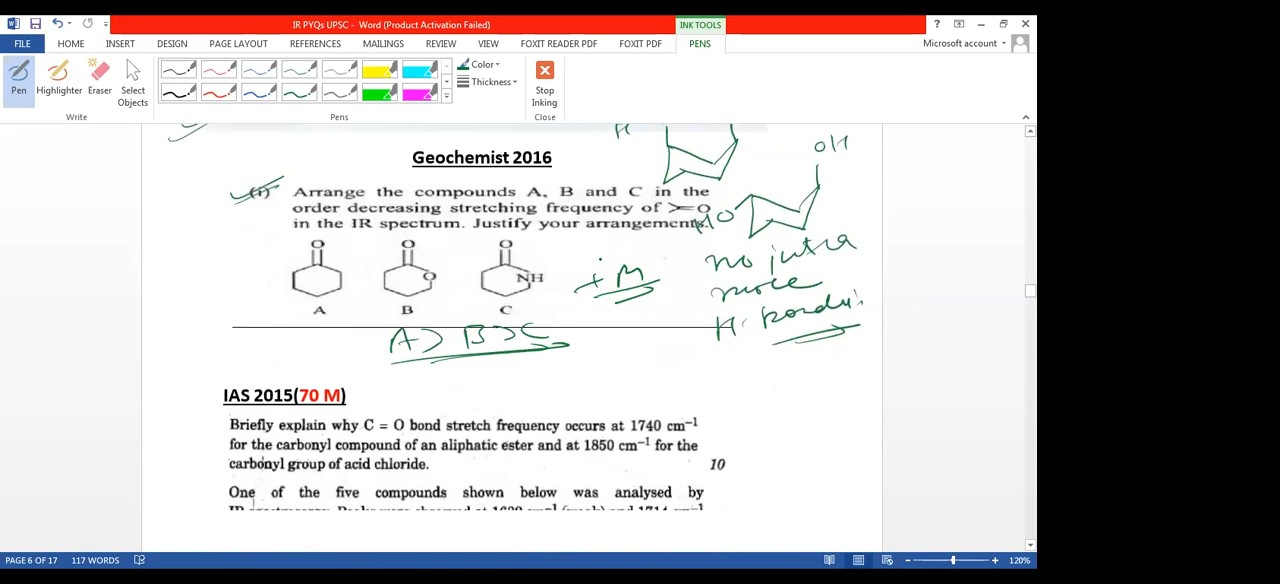 IR PYQs UPSC - Word (Product Activation Failed)
INK TOOLS
FILE HOME INSERT DESIGN PAGE LAYOUT REFERENCES MAILINGS REVIEW VIEW FOXIT READER PDF FOXIT PDF PENS Microsoft account
Pen Highlighter Eraser Select Objects
Color
Thickness
Stop Inking
Write Pens Close
H
OH
Geochemist 2016
(i) Arrange the compounds A, B and C in the
order decreasing stretching frequency of >=O
in the IR spectrum. Justify your arrangements.
HO
O O O
O NH
A B C
+M
no intra
more
H.
A > B > C
IAS 2015(70 M)
Briefly explain why C = O bond stretch frequency occurs at 1740 cm⁻¹
for the carbonyl compound of an aliphatic ester and at 1850 cm⁻¹ for the
carbonyl group of acid chloride. 10
One of the five compounds shown below was analysed by
PAGE 6 OF 17 117 WORDS 120%